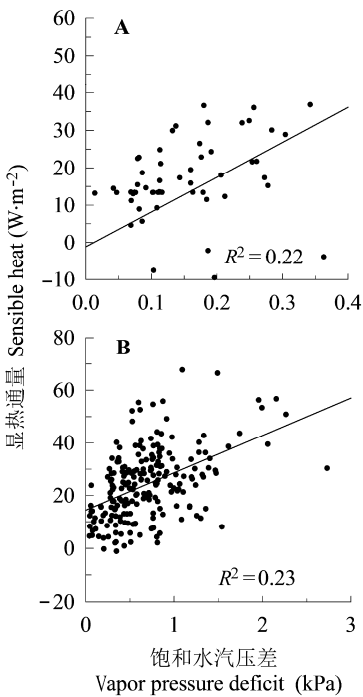 A
60
50
40
30
20
10
0
−10
R²=0.22
0.0 0.1 0.2 0.3 0.4
显热通量 Sensible heat (W·m⁻²)
B
80
60
40
20
0
−20
R²=0.23
0 1 2 3
饱和水汽压差
Vapor pressure deficit (kPa)